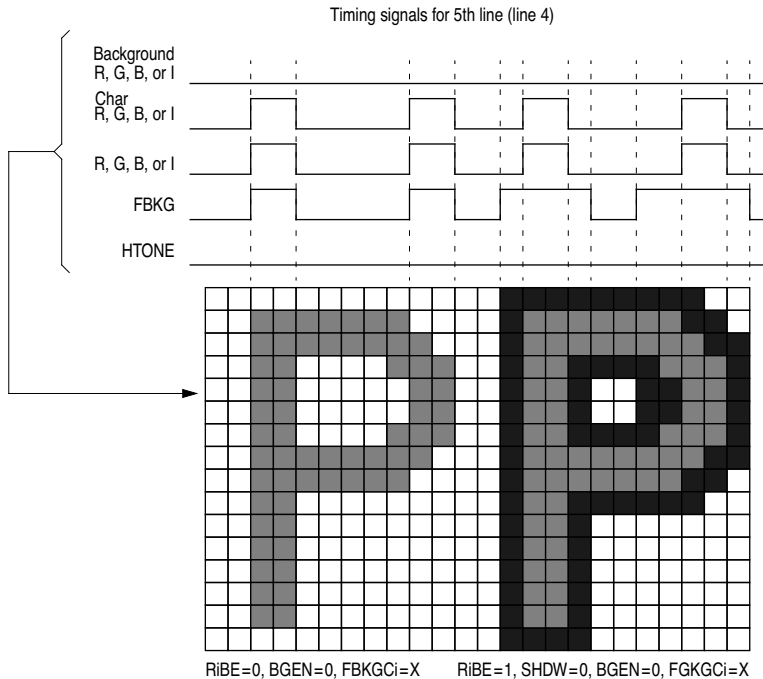 Timing signals for 5th line (line 4)
Background
R, G, B, or I
Char
R, G, B, or I
R, G, B, or I
FBKG
HTONE
RiBE=0, BGEN=0, FBKGCi=X
RiBE=1, SHDW=0, BGEN=0, FGKGCi=X